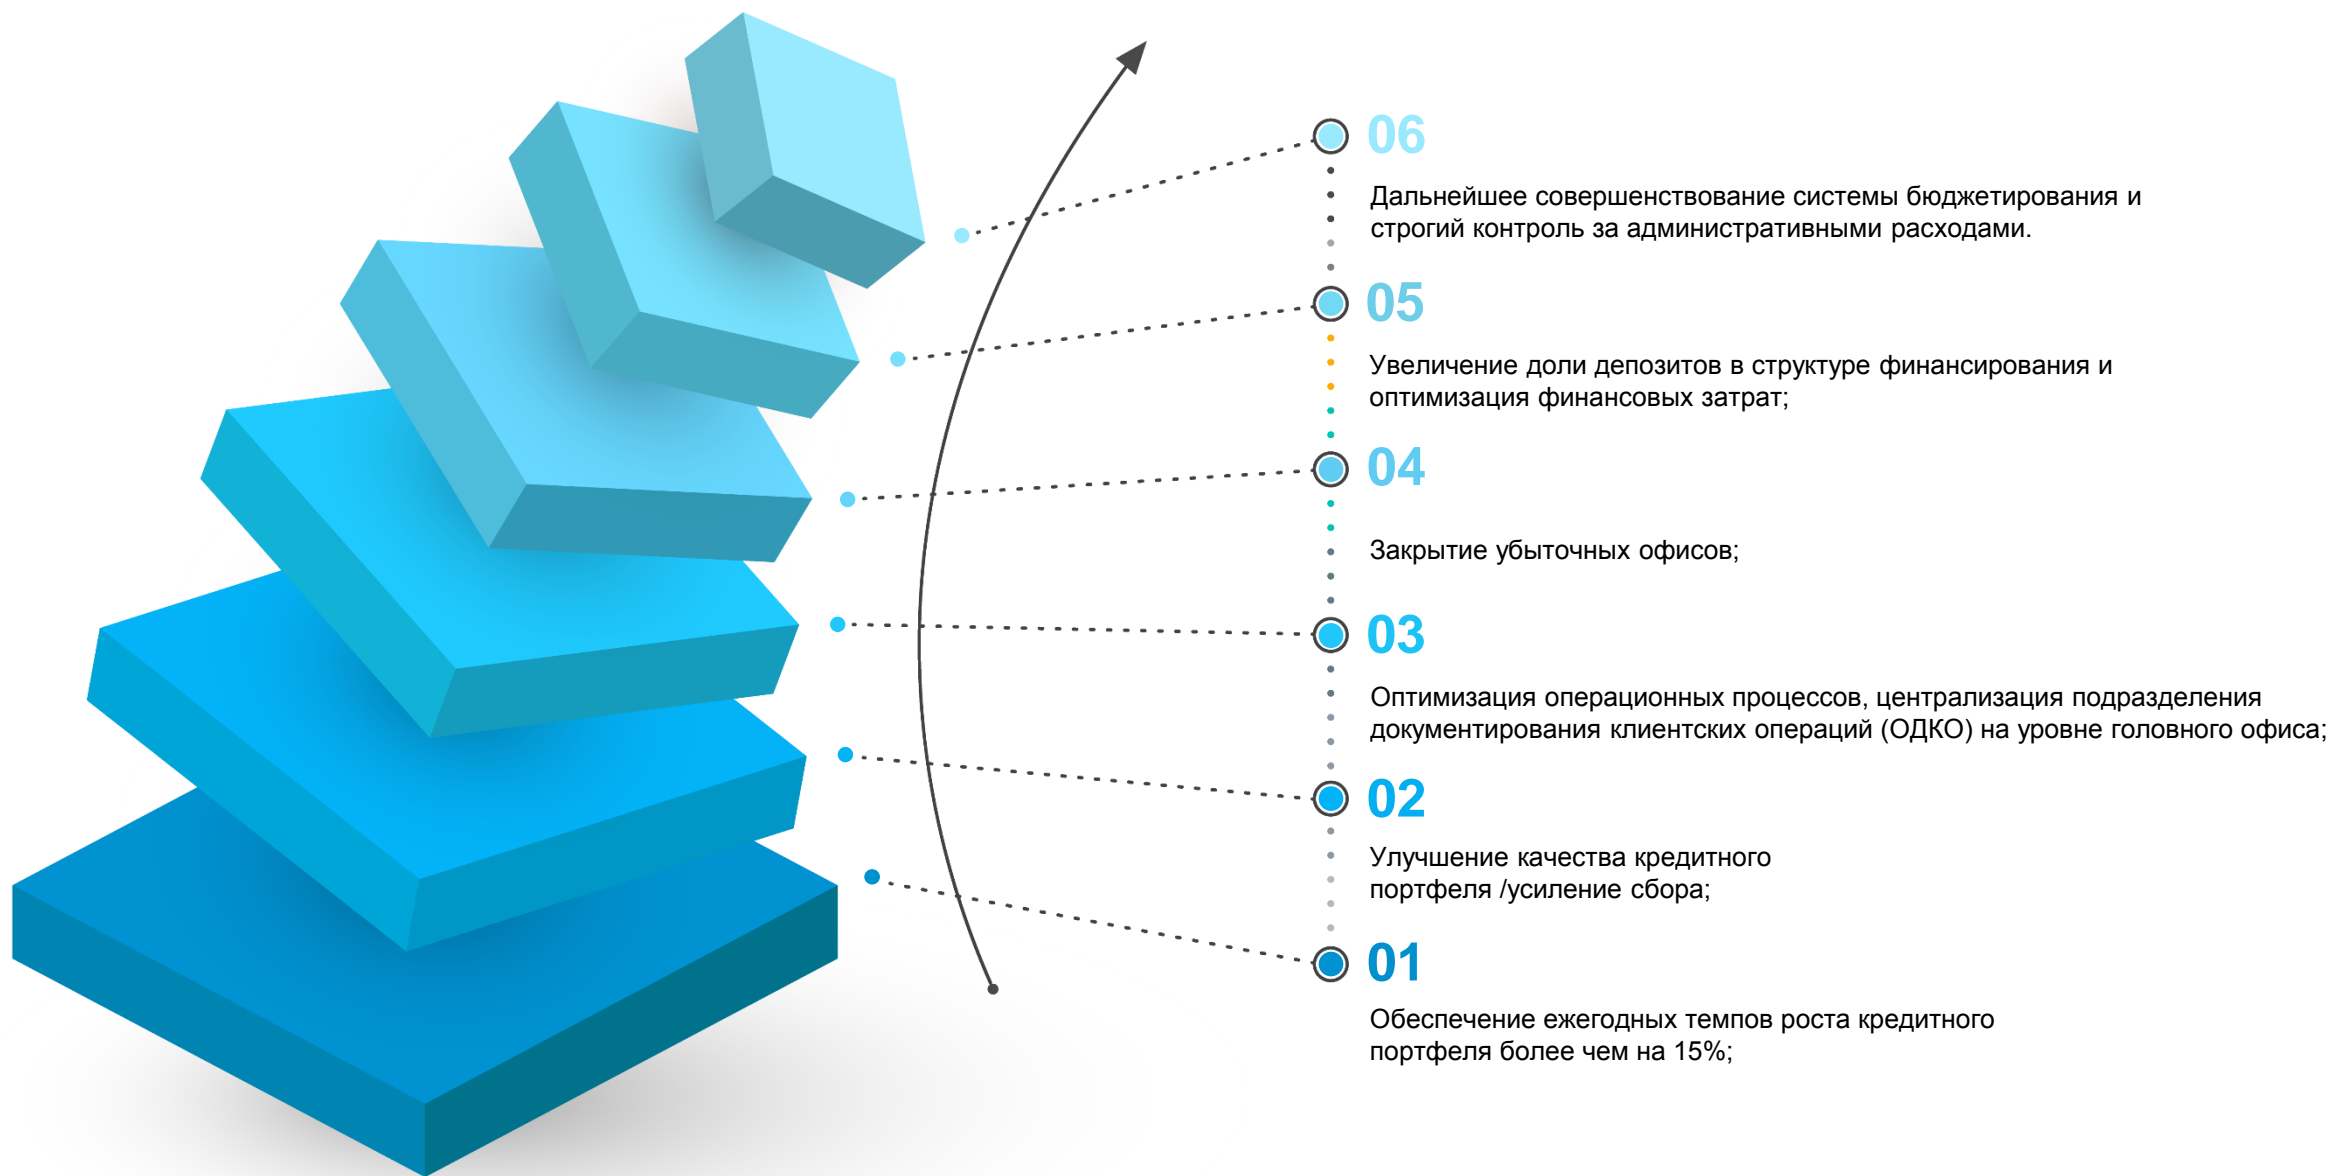 06
Дальнейшее совершенствование системы бюджетирования и
строгий контроль за административными расходами.
05
Увеличение доли депозитов в структуре финансирования и
оптимизация финансовых затрат;
04
Закрытие убыточных офисов;
03
Оптимизация операционных процессов, централизация подразделения
документирования клиентских операций (ОДКО) на уровне головного офиса;
02
Улучшение качества кредитного
портфеля /усиление сбора;
01
Обеспечение ежегодных темпов роста кредитного
портфеля более чем на 15%;